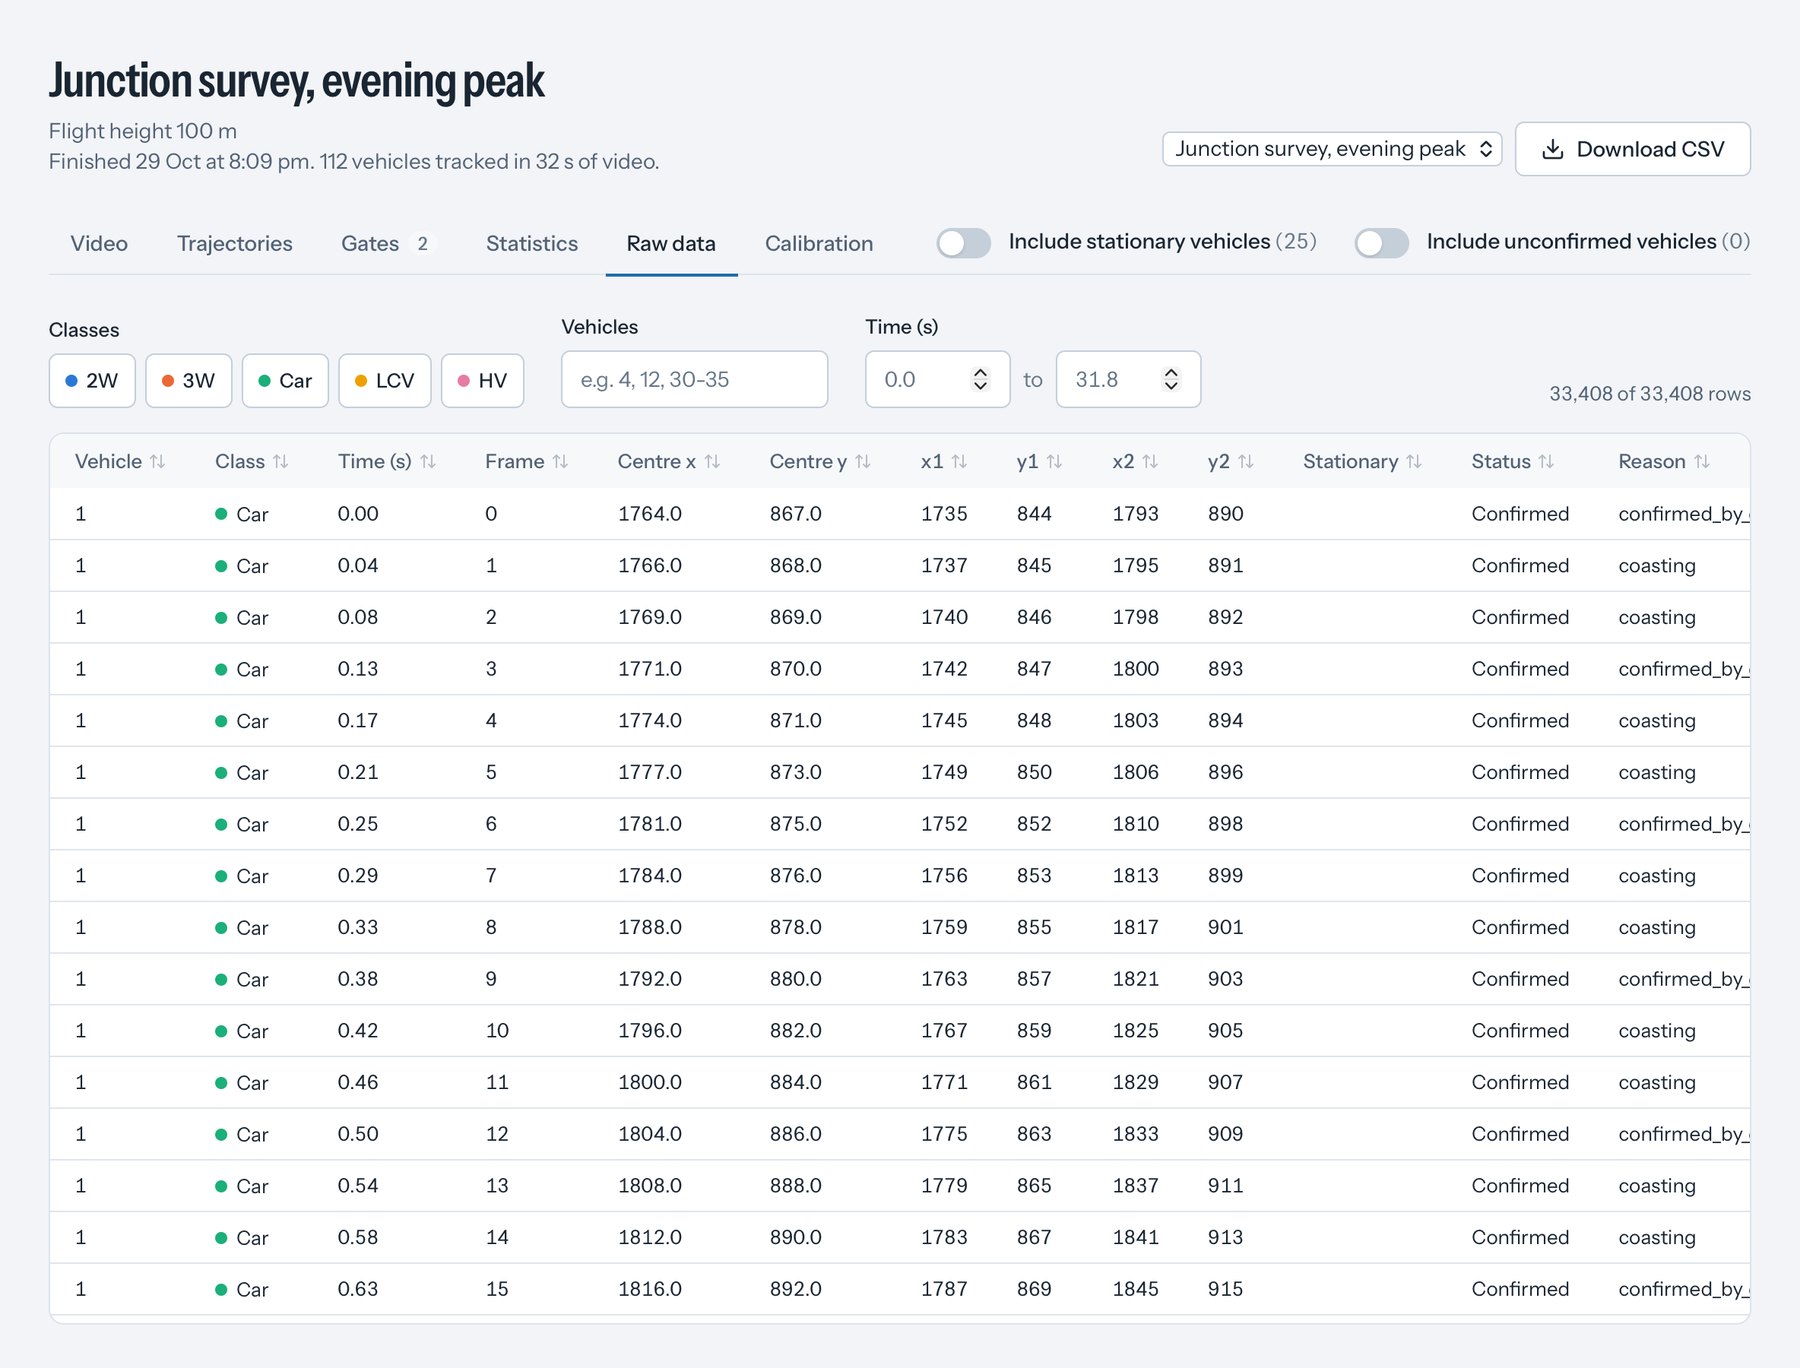 Junction survey, evening peak
Flight height 100 m
Finished 29 Oct at 8:09 pm. 112 vehicles tracked in 32 s of video.
Junction survey, evening peak
Download CSV
Video Trajectories Gates 2 Statistics Raw data Calibration Include stationary vehicles (25) Include unconfirmed vehicles (0)
Classes Vehicles Time (s)
2W 3W Car LCV HV e.g. 4, 12, 30-35 0.0 to 31.8
33,408 of 33,408 rows
Vehicle Class Time (s) Frame Centre x Centre y x1 y1 x2 y2 Stationary Status Reason
1 Car 0.00 0 1764.0 867.0 1735 844 1793 890 Confirmed confirmed_by_
1 Car 0.04 1 1766.0 868.0 1737 845 1795 891 Confirmed coasting
1 Car 0.08 2 1769.0 869.0 1740 846 1798 892 Confirmed coasting
1 Car 0.13 3 1771.0 870.0 1742 847 1800 893 Confirmed confirmed_by_
1 Car 0.17 4 1774.0 871.0 1745 848 1803 894 Confirmed coasting
1 Car 0.21 5 1777.0 873.0 1749 850 1806 896 Confirmed coasting
1 Car 0.25 6 1781.0 875.0 1752 852 1810 898 Confirmed confirmed_by_
1 Car 0.29 7 1784.0 876.0 1756 853 1813 899 Confirmed coasting
1 Car 0.33 8 1788.0 878.0 1759 855 1817 901 Confirmed coasting
1 Car 0.38 9 1792.0 880.0 1763 857 1821 903 Confirmed confirmed_by_
1 Car 0.42 10 1796.0 882.0 1767 859 1825 905 Confirmed coasting
1 Car 0.46 11 1800.0 884.0 1771 861 1829 907 Confirmed coasting
1 Car 0.50 12 1804.0 886.0 1775 863 1833 909 Confirmed confirmed_by_
1 Car 0.54 13 1808.0 888.0 1779 865 1837 911 Confirmed coasting
1 Car 0.58 14 1812.0 890.0 1783 867 1841 913 Confirmed coasting
1 Car 0.63 15 1816.0 892.0 1787 869 1845 915 Confirmed confirmed_by_